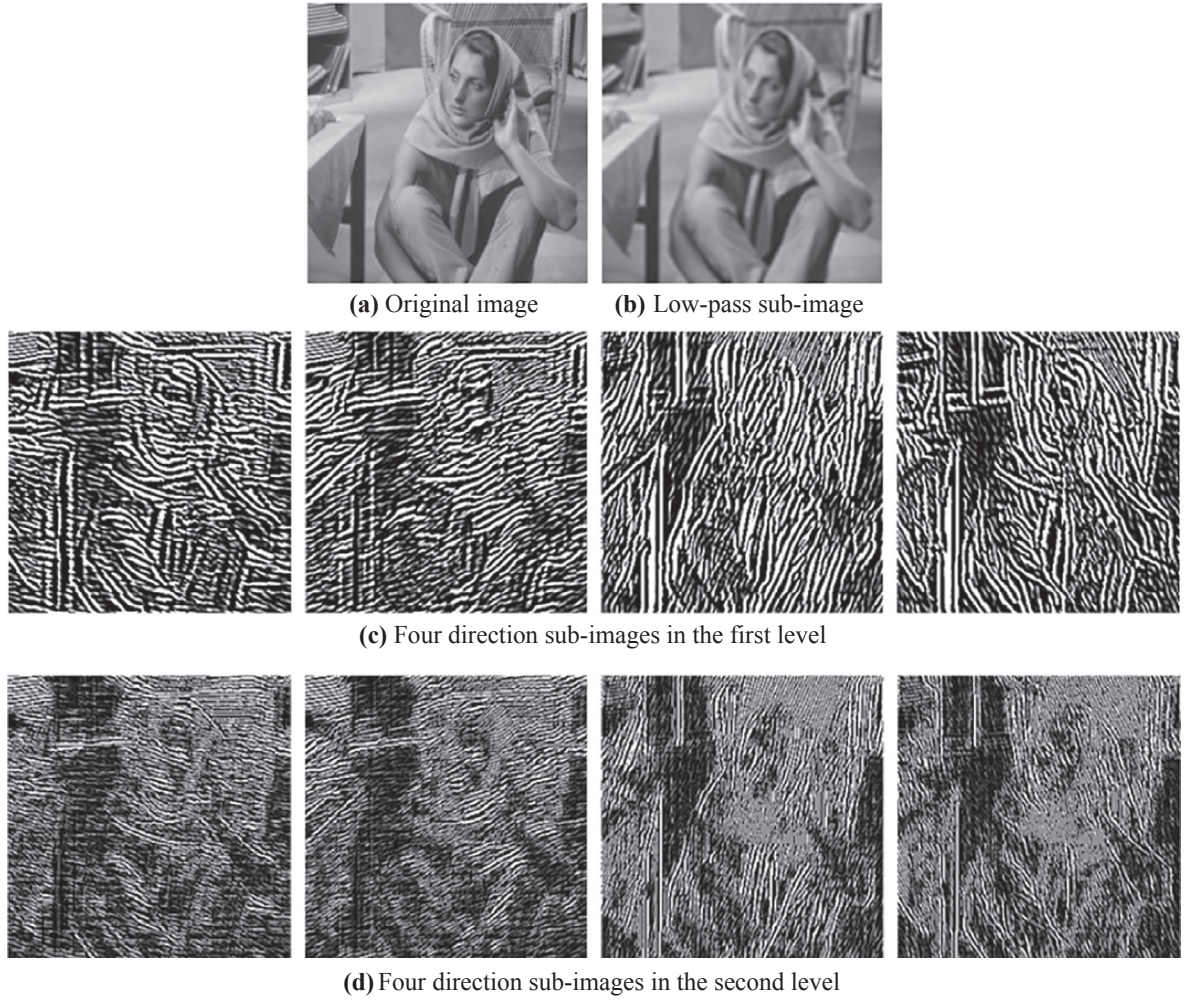 (a) Original image
(b) Low-pass sub-image
(c) Four direction sub-images in the first level
(d) Four direction sub-images in the second level